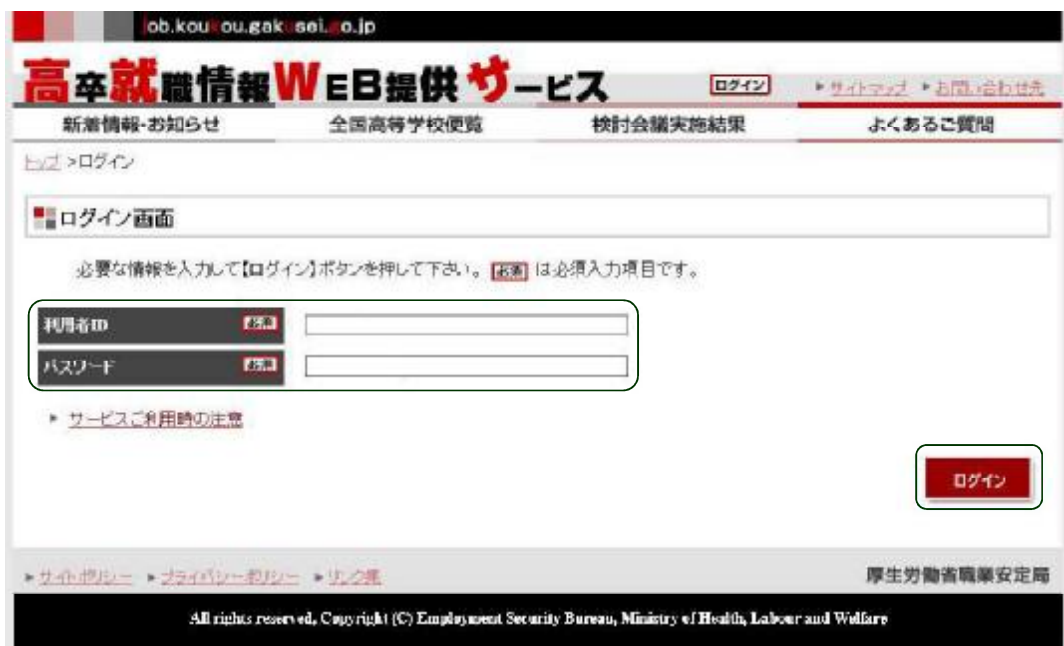 job.koukou.gakusei.go.jp
高卒就職情報WEB提供サービス
ログイン
▶サイトマップ ▶お問い合わせ先
新着情報・お知らせ 全国高等学校便覧 検討会議実施結果 よくあるご質問
トップ >ログイン
ログイン画面
必要な情報を入力して【ログイン】ボタンを押して下さい。 必須 は必須入力項目です。
利用者ID 必須
パスワード 必須
▶ サービスご利用時の注意
ログイン
▶サイトポリシー ▶プライバシーポリシー ▶リンク集
厚生労働省職業安定局
All rights reserved, Copyright (C) Employment Security Bureau, Ministry of Health, Labour and Welfare